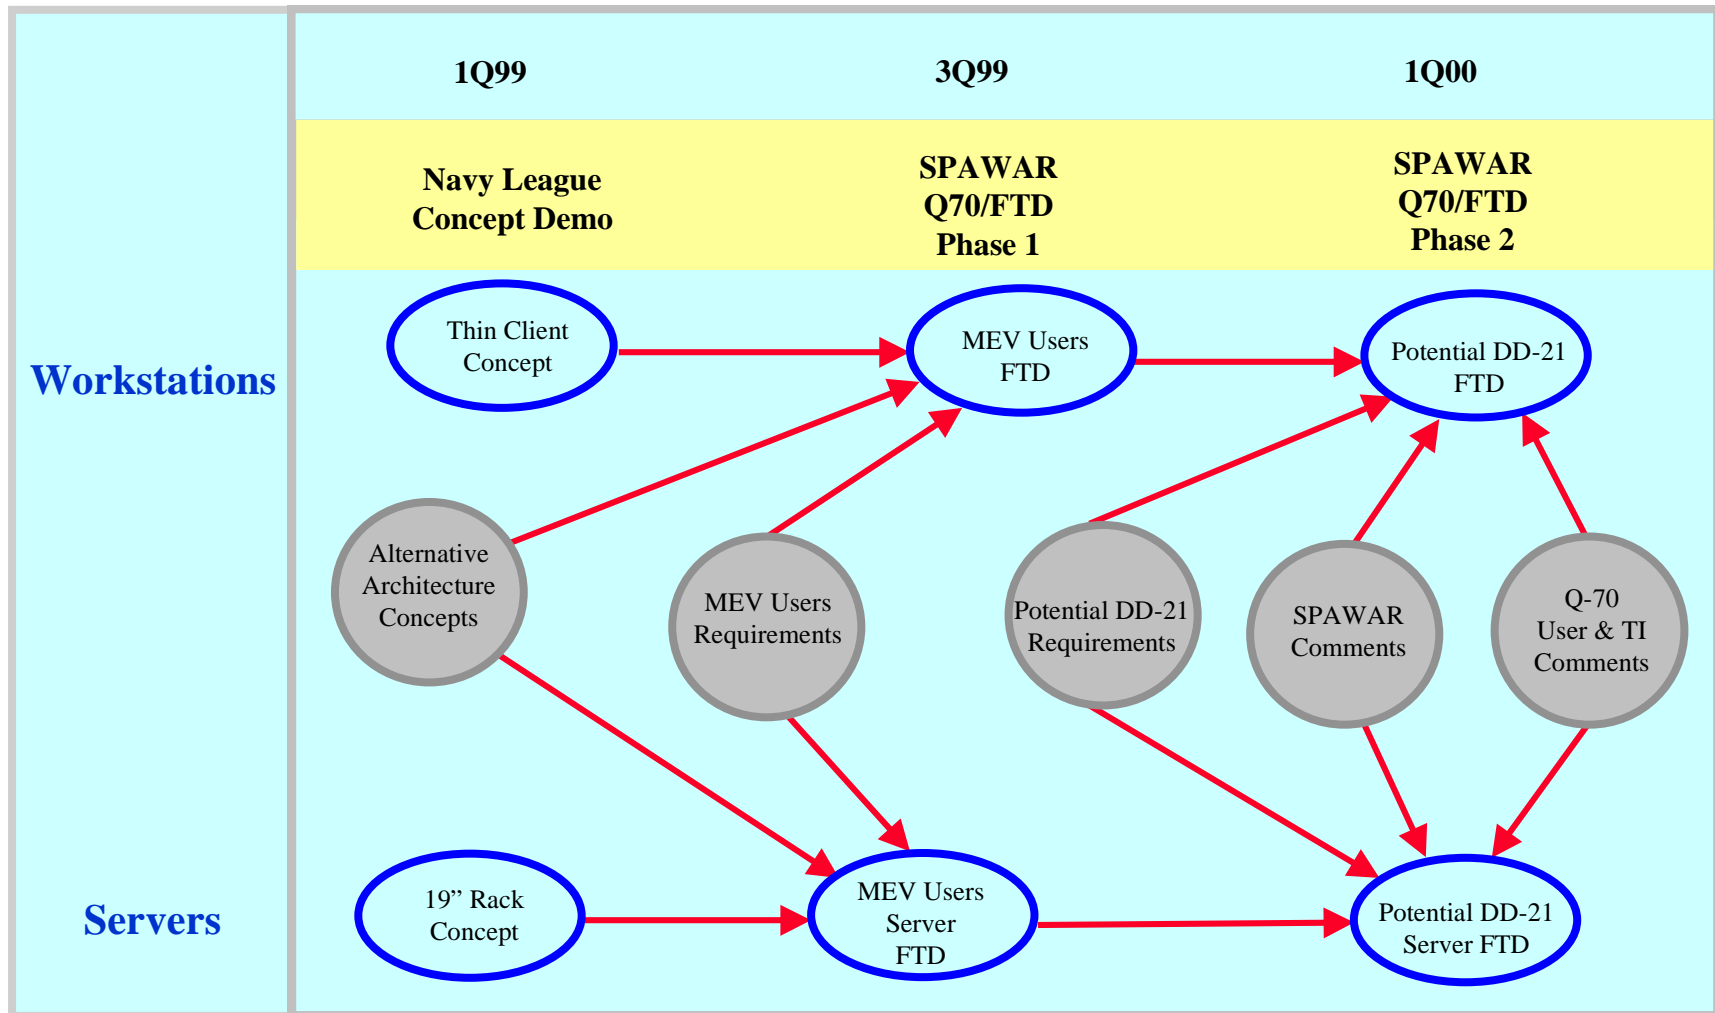 1Q99
3Q99
1Q00
Navy League
Concept Demo
SPAWAR
Q70/FTD
Phase 1
SPAWAR
Q70/FTD
Phase 2
Workstations
Thin Client
Concept
MEV Users
FTD
Potential DD-21
FTD
Alternative
Architecture
Concepts
MEV Users
Requirements
Potential DD-21
Requirements
SPAWAR
Comments
Q-70
User & TI
Comments
Servers
19” Rack
Concept
MEV Users
Server
FTD
Potential DD-21
Server FTD